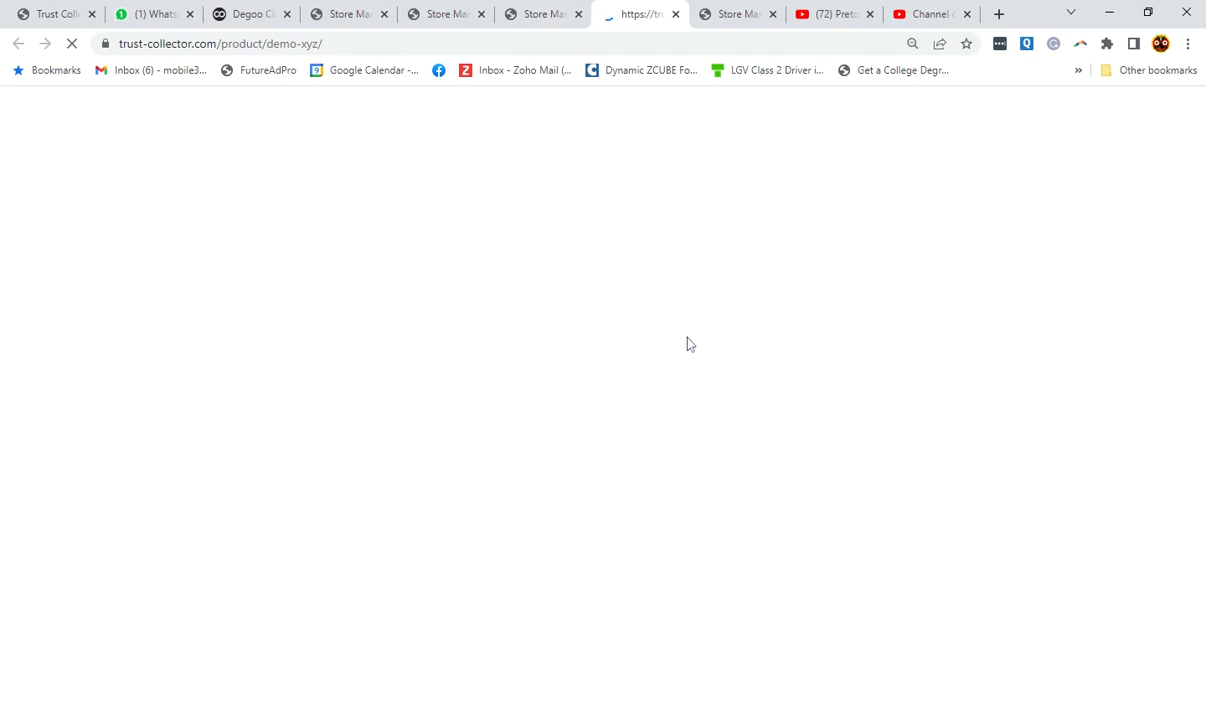 Trust Coll
(1) Whats
Degoo Cl
Store Ma
Store Ma
Store Ma
https://tr
Store Ma
(72) Preto
Channel c
trust-collector.com/product/demo-xyz/
Bookmarks
Inbox (6) - mobile3...
FutureAdPro
Google Calendar -...
Inbox - Zoho Mail (...
Dynamic ZCUBE Fo...
LGV Class 2 Driver i...
Get a College Degr...
»
Other bookmarks